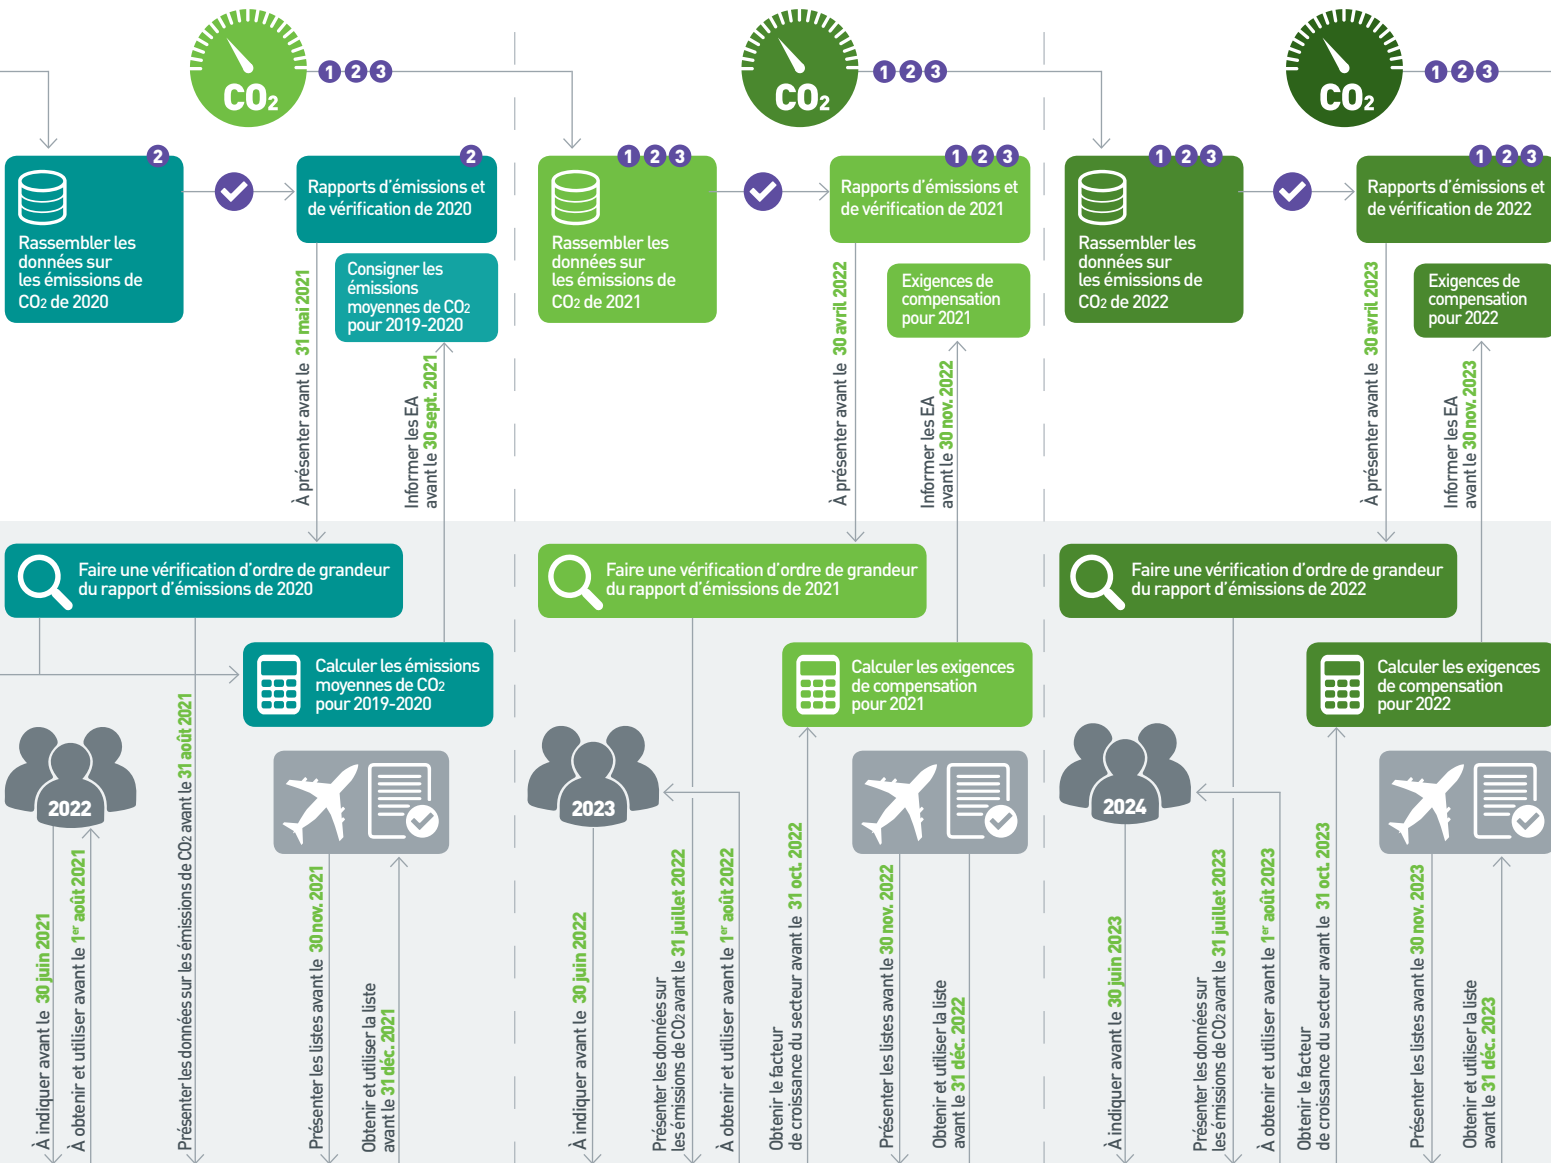 CO2
1 2 3
CO2
1 2 3
CO2
1 2 3
2
Rassembler les
données sur
les émissions de
CO2 de 2020
2
Rapports d'émissions et
de vérification de 2020
Consigner les
émissions
moyennes de CO2
pour 2019-2020
1 2 3
Rassembler les
données sur
les émissions de
CO2 de 2021
1 2 3
Rapports d'émissions et
de vérification de 2021
Exigences de
compensation
pour 2021
1 2 3
Rassembler les
données sur
les émissions de
CO2 de 2022
1 2 3
Rapports d'émissions et
de vérification de 2022
Exigences de
compensation
pour 2022
À présenter avant le 31 mai 2021
Informer les EA
avant le 30 sept. 2021
À présenter avant le 30 avril 2022
Informer les EA
avant le 30 nov. 2022
À présenter avant le 30 avril 2023
Informer les EA
avant le 30 nov. 2023
Faire une vérification d'ordre de grandeur
du rapport d'émissions de 2020
Faire une vérification d'ordre de grandeur
du rapport d'émissions de 2021
Faire une vérification d'ordre de grandeur
du rapport d'émissions de 2022
Calculer les émissions
moyennes de CO2
pour 2019-2020
Calculer les exigences
de compensation
pour 2021
Calculer les exigences
de compensation
pour 2022
2022
2023
2024
À indiquer avant le 30 juin 2021
À obtenir et utiliser avant le 1er août 2021
Présenter les données sur les émissions de CO2 avant le 31 août 2021
Présenter les listes avant le 30 nov. 2021
Obtenir et utiliser la liste
avant le 31 déc. 2021
À indiquer avant le 30 juin 2022
Présenter les données sur
les émissions de CO2 avant le 31 juillet 2022
À obtenir et utiliser avant le 1er août 2022
Obtenir le facteur
de croissance du secteur avant le 31 oct. 2022
Présenter les listes avant le 30 nov. 2022
Obtenir et utiliser la liste
avant le 31 déc. 2022
À indiquer avant le 30 juin 2023
Présenter les données sur
les émissions de CO2 avant le 31 juillet 2023
À obtenir et utiliser avant le 1er août 2023
Obtenir le facteur
de croissance du secteur avant le 31 oct. 2023
Présenter les listes avant le 30 nov. 2023
Obtenir et utiliser la liste
avant le 31 déc. 2023